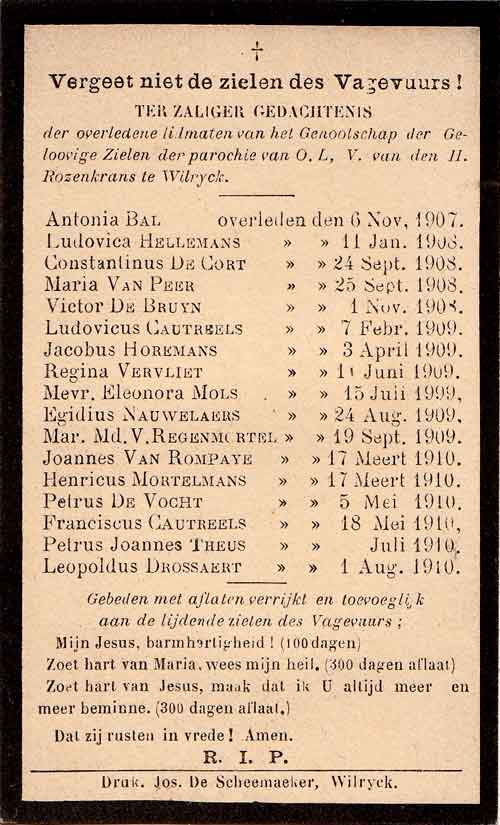 Vergeet niet de zielen des Vagevuurs !
TER ZALIGER GEDACHTENIS
der overledene lidmaten van het Genootschap der Ge-
loovige Zielen der parochie van O. L, V. van den H.
Rozenkrans te Wilryck.
Antonia BAL overleden den 6 Nov, 1907.
Ludovica HELLEMANS » » 11 Jan. 1908.
Constantinus DE CORT » » 24 Sept. 1908.
Maria VAN PEER » » 25 Sept. 1908.
Victor DE BRUYN » » 1 Nov. 1908.
Ludovicus CAUTREELS » » 7 Febr. 1909.
Jacobus HOREMANS » » 3 April 1909.
Regina VERVLIET » » Juni 1909.
Mevr. Eleonora MOLS . » 15 Juli 1999,
Egidius NAUWELAERS » » 24 Aug. 1909.
Mar. Md. V. REGENMORTEL » » 19 Sept. 1909.
Joannes VAN ROMPAYE » » 17 Meert 1910.
Henricus MORTELMANS » » 17 Meert 1910.
Petrus DE VOCHT » » 5 Mei 1910.
Franciscus CAUTREELS » » 18 Mei 1910,
Petrus Joannes THEUS » » Juli 1910.
Leopoldus DROSSAERT » » 1 Aug. 1910.
Gebeden met aflaten verrijkt en toevoeglijk
aan de lijdende zielen des Vagevuurs ;
Mijn Jesus, barmhertigheid ! (100 dagen)
Zoet hart van Maria, wees mijn heil. (300 dagen aflaat)
Zoet hart van Jesus, maak dat ik U altijd meer en
meer beminne. (300 dagen aflaat.)
Dat zij rusten in vrede ! Amen.
R. I. P.
Druk. Jos. De Scheemaeker, Wilryck.